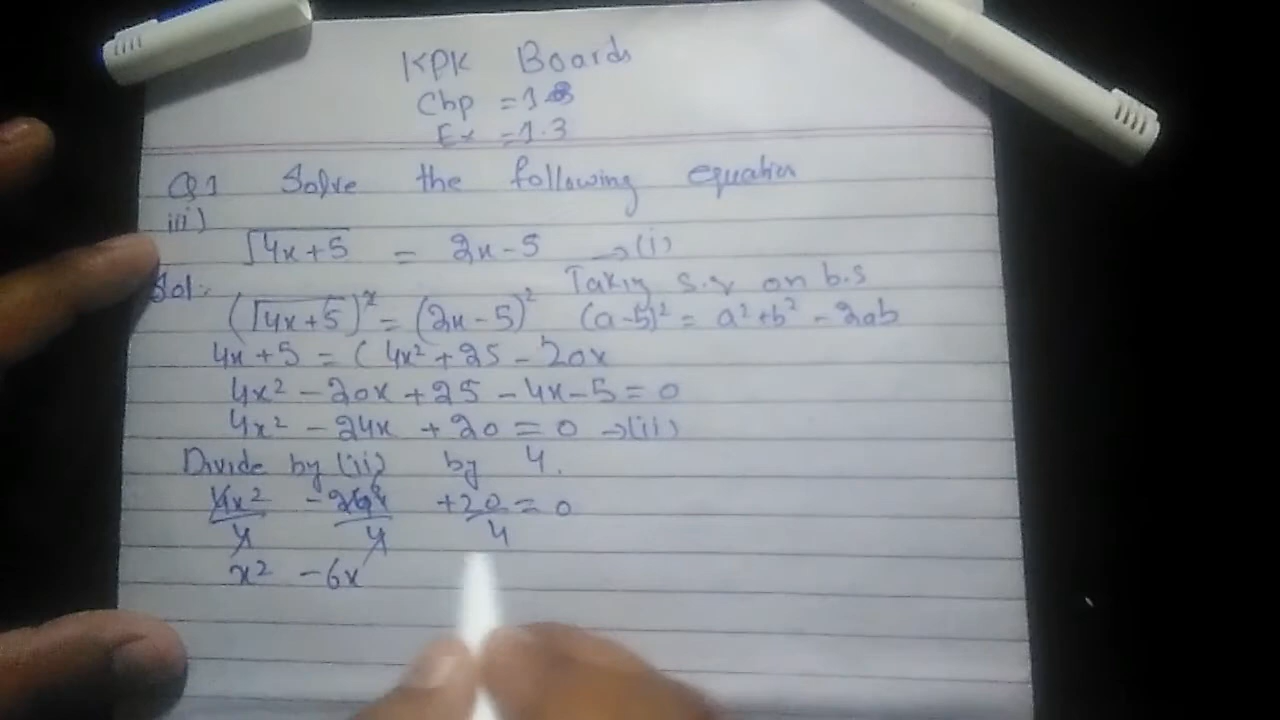 KPK Boards
Chp = 1
Ex = 1.3
Q1 Solve the following equation
iii)
√4x+5 = 2x-5 →(i)
Sol:. Taking s.r on b.s
(√4x+5)² = (2x-5)² (a-b)² = a²+b² - 2ab
4x+5 = (4x² + 25 - 20x
4x² - 20x + 25 - 4x - 5 = 0
4x² - 24x + 20 = 0 →(ii)
Divide by (ii) by 4.
4x²/4 - 24x/4 + 20/4 = 0
x² - 6x